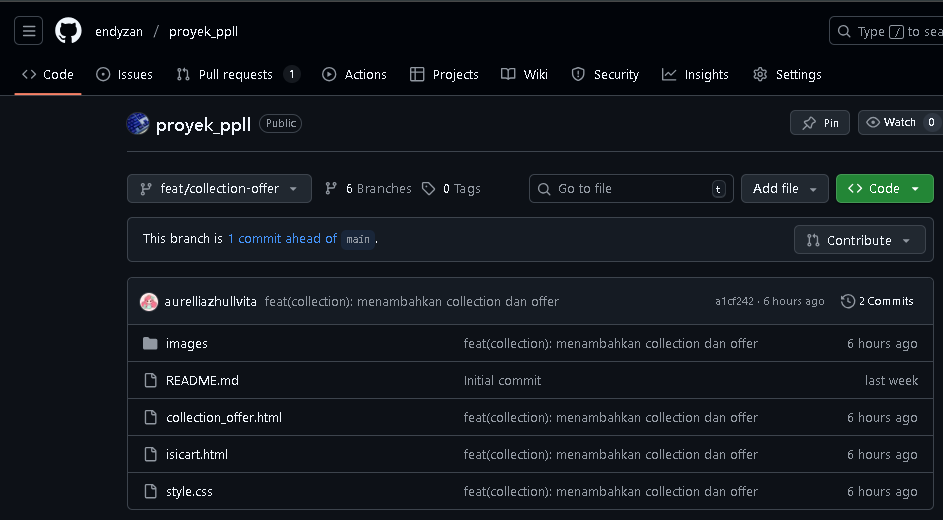 endyzan / proyek_ppll Type / to sea
Code Issues Pull requests 1 Actions Projects Wiki Security Insights Settings
proyek_ppll Public Pin Watch 0
feat/collection-offer 6 Branches 0 Tags Go to file t Add file Code
This branch is 1 commit ahead of main. Contribute
aurelliazhullvita feat(collection): menambahkan collection dan offer a1cf242 · 6 hours ago 2 Commits
images feat(collection): menambahkan collection dan offer 6 hours ago
README.md Initial commit last week
collection_offer.html feat(collection): menambahkan collection dan offer 6 hours ago
isicart.html feat(collection): menambahkan collection dan offer 6 hours ago
style.css feat(collection): menambahkan collection dan offer 6 hours ago